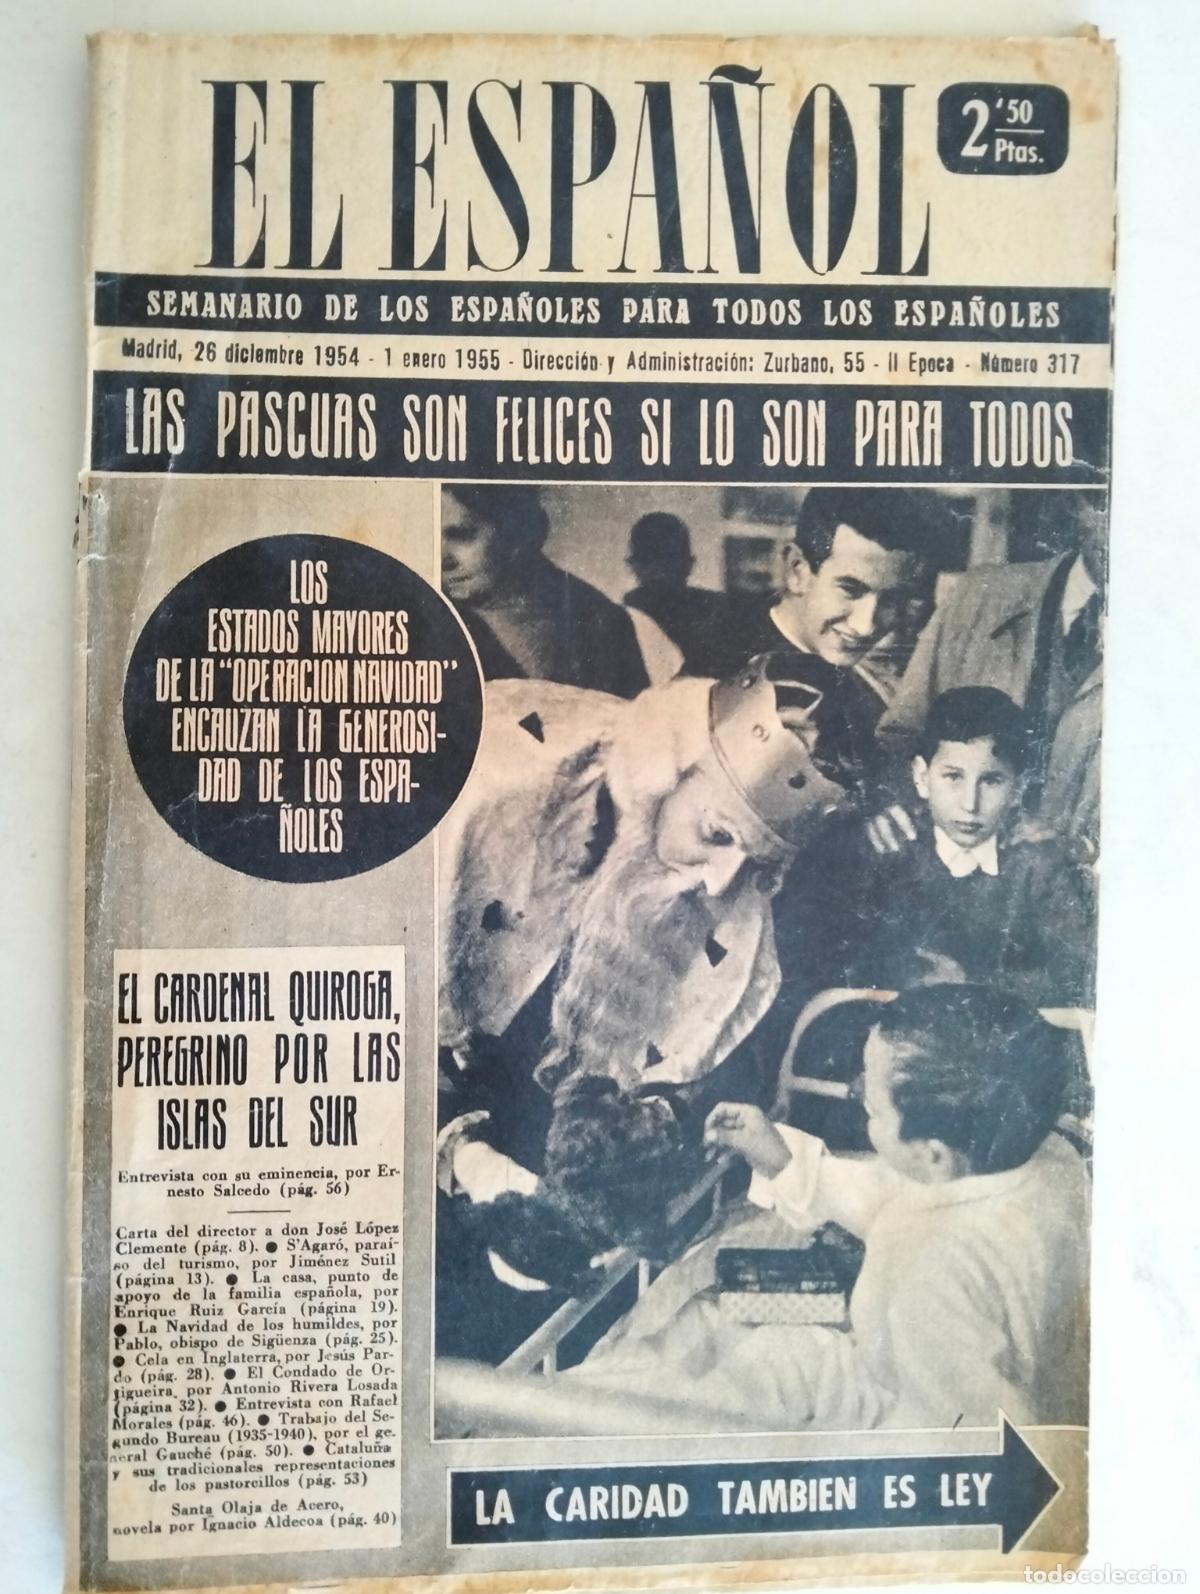 EL ESPAÑOL
2'50
Ptas.
SEMANARIO DE LOS ESPAÑOLES PARA TODOS LOS ESPAÑOLES
Madrid, 26 diciembre 1954 - 1 enero 1955 - Dirección y Administración: Zurbano, 55 - II Epoca - Número 317
LAS PASCUAS SON FELICES SI LO SON PARA TODOS
LOS
ESTADOS MAYORES
DE LA "OPERACION NAVIDAD"
ENCAUZAN LA GENEROSI-
DAD DE LOS ESPA-
ÑOLES
EL CARDENAL QUIROGA,
PEREGRINO POR LAS
ISLAS DEL SUR
Entrevista con su eminencia, por Er-
nesto Salcedo (pág. 56)
Carta del director a don José López
Clemente (pág. 8). ● S'Agaró, paraí-
so del turismo, por Jiménez Sutil
(página 13). ● La casa, punto de
apoyo de la familia española, por
Enrique Ruiz García (página 19).
● La Navidad de los humildes, por
Pablo, obispo de Sigüenza (pág. 25).
● Cela en Inglaterra, por Jesús Par-
do (pág. 28). ● El Condado de Or-
tigueira, por Antonio Rivera Losada
(página 32). ● Entrevista con Rafael
Morales (pág. 46). ● Trabajo del Se-
gundo Bureau (1935-1940), por el ge-
neral Gauché (pág. 50). ● Cataluña
y sus tradicionales representaciones
de los pastorcillos (pág. 53)
Santa Olaja de Acero,
novela por Ignacio Aldecoa (pág. 40)
LA CARIDAD TAMBIEN ES LEY
todocoleccion